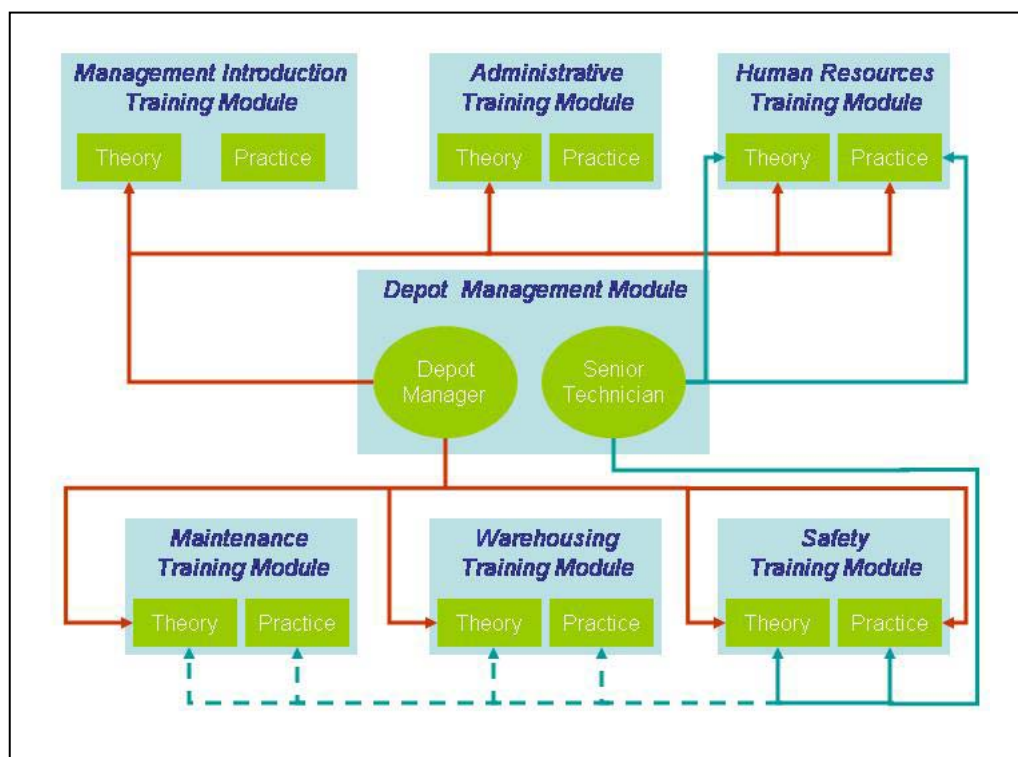 Management Introduction
Training Module
Theory
Practice
Administrative
Training Module
Theory
Practice
Human Resources
Training Module
Theory
Practice
Depot Management Module
Depot
Manager
Senior
Technician
Maintenance
Training Module
Theory
Practice
Warehousing
Training Module
Theory
Practice
Safety
Training Module
Theory
Practice